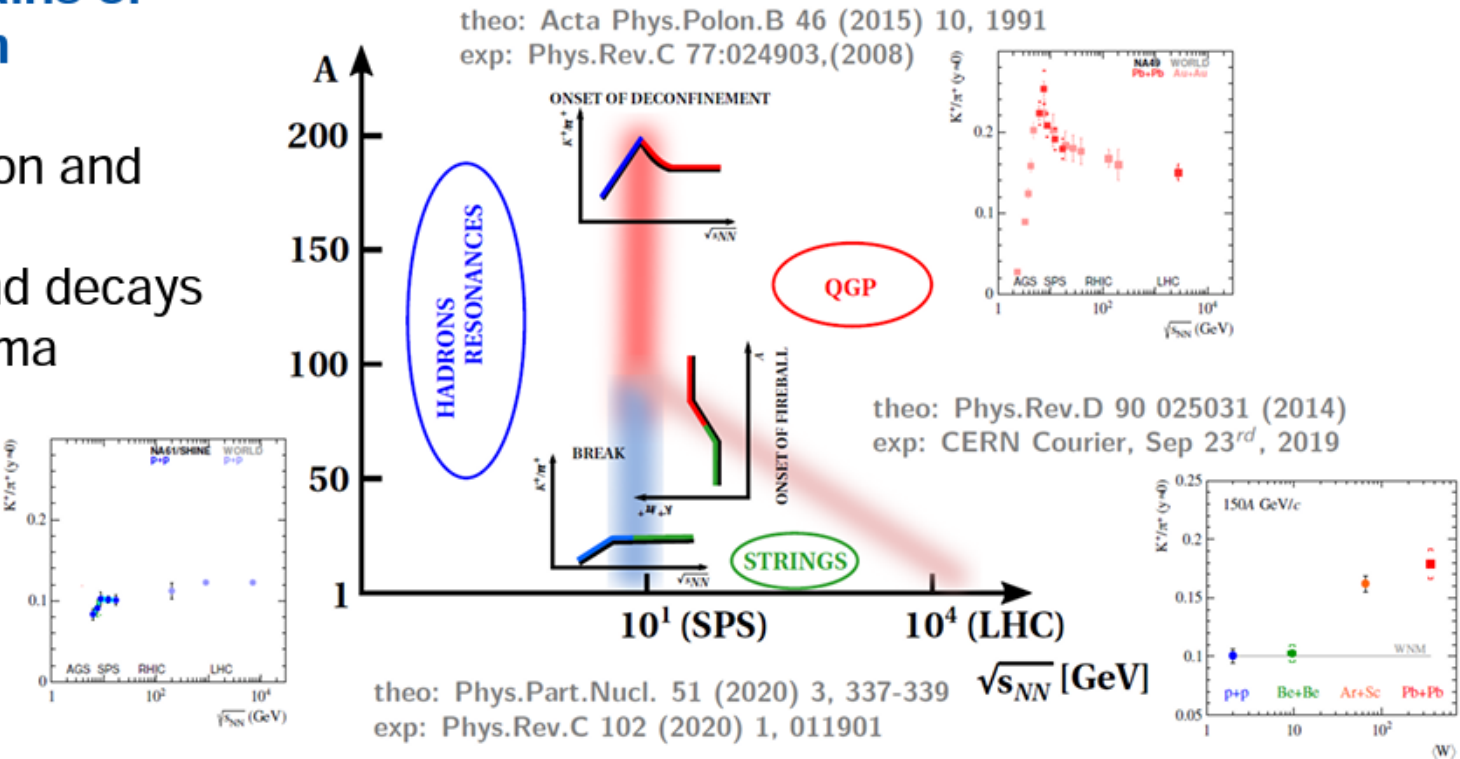 ains of
n
on and
nd decays
ma
theo: Acta Phys.Polon.B 46 (2015) 10, 1991
exp: Phys.Rev.C 77:024903,(2008)
A
200
150
100
50
1
10¹ (SPS)
10⁴ (LHC)
√sNN [GeV]
HADRONS
RESONANCES
ONSET OF DECONFINEMENT
K⁺/π⁺
√sNN
QGP
A
ONSET OF FIREBALL
K⁺/π⁺
BREAK
K⁺/π⁺
√sNN
STRINGS
K⁺/π⁺ (y≈0)
NA49 WORLD
Pb+Pb Au+Au
0.2
0.1
0
AGS SPS RHIC LHC
1 10² 10⁴
√sNN (GeV)
theo: Phys.Rev.D 90 025031 (2014)
exp: CERN Courier, Sep 23rd, 2019
K⁺/π⁺ (y≈0)
NA61/SHINE WORLD
p+p p+p
0.2
0.1
0
AGS SPS RHIC LHC
1 10² 10⁴
√sNN (GeV)
theo: Phys.Part.Nucl. 51 (2020) 3, 337-339
exp: Phys.Rev.C 102 (2020) 1, 011901
K⁺/π⁺ (y≈0)
150A GeV/c
0.25
0.2
0.15
0.1
0.05
WNM
p+p Be+Be Ar+Sc Pb+Pb
1 10 10²
⟨W⟩